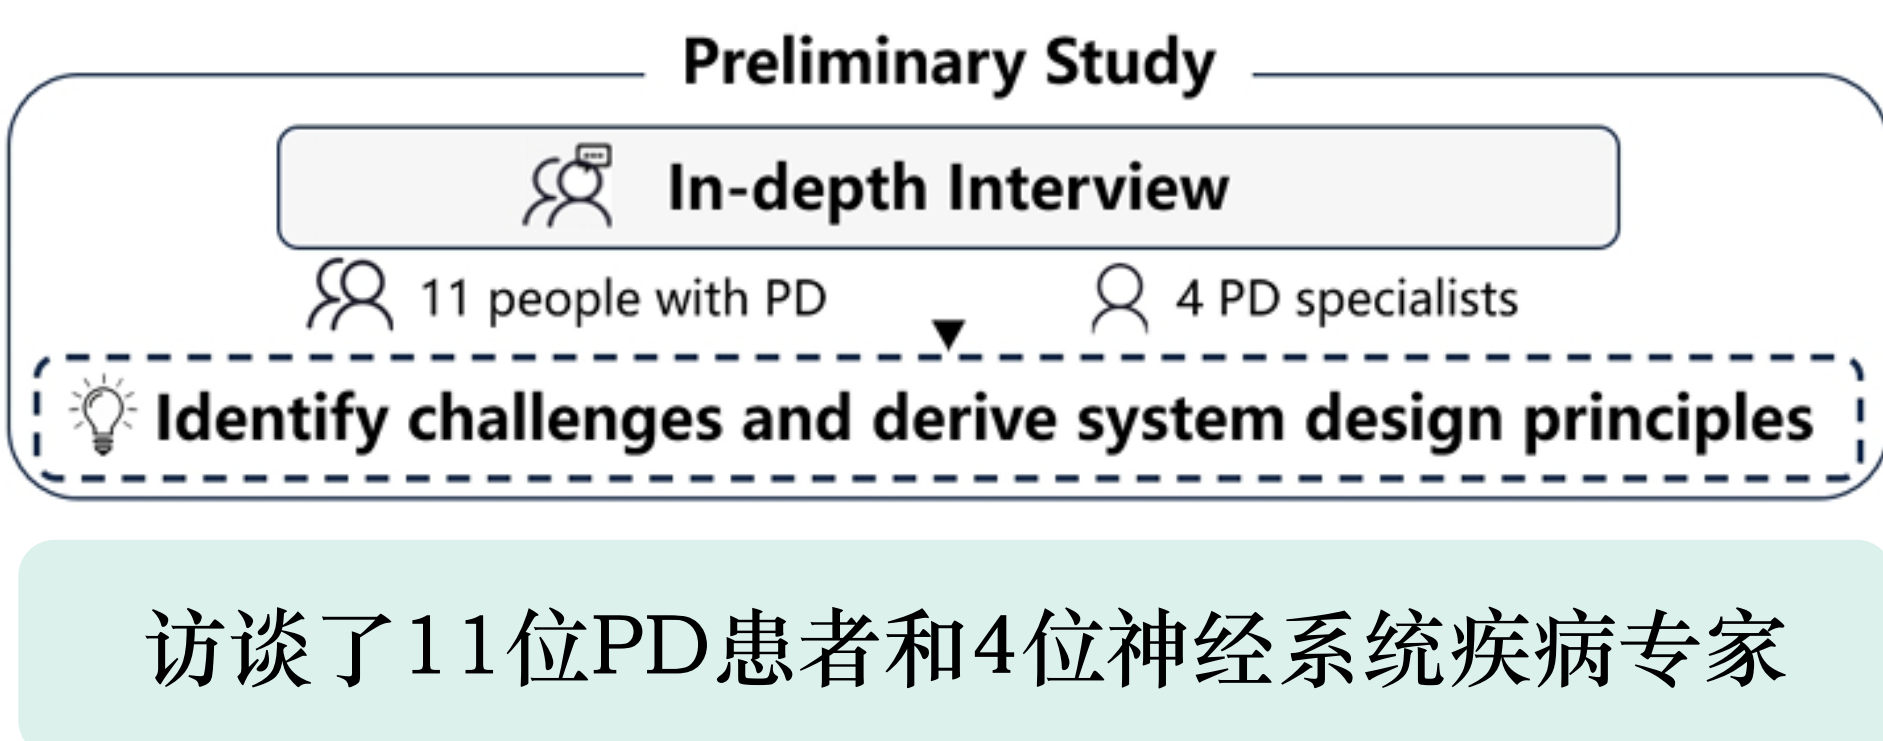 Preliminary Study
In-depth Interview
11 people with PD
4 PD specialists
Identify challenges and derive system design principles
访谈了11位PD患者和4位神经系统疾病专家